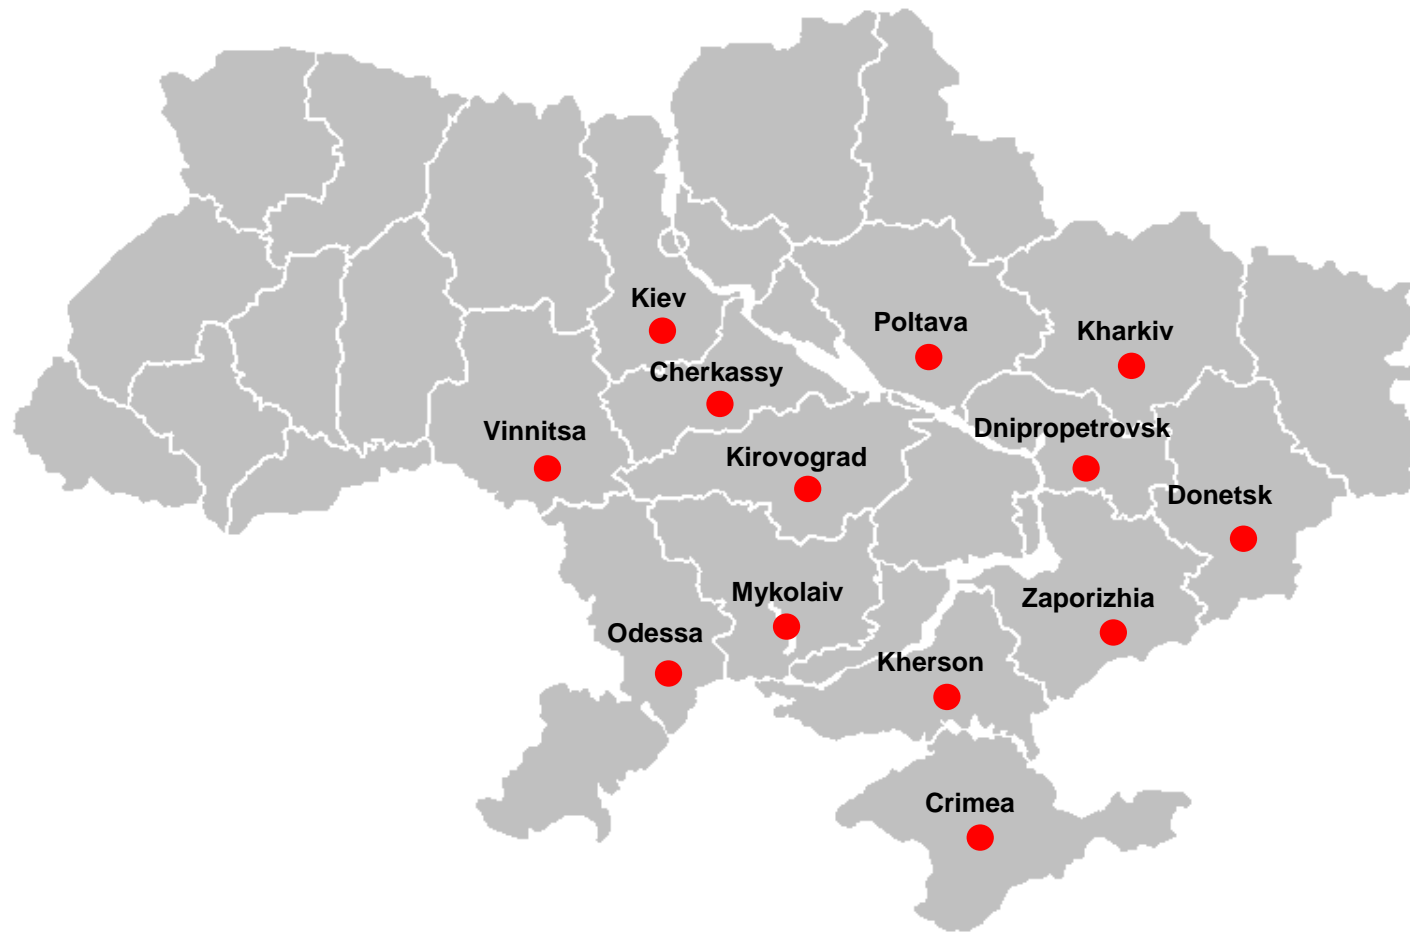 Kiev
Poltava
Kharkiv
Cherkassy
Vinnitsa
Dnipropetrovsk
Kirovograd
Donetsk
Mykolaiv
Zaporizhia
Odessa
Kherson
Crimea